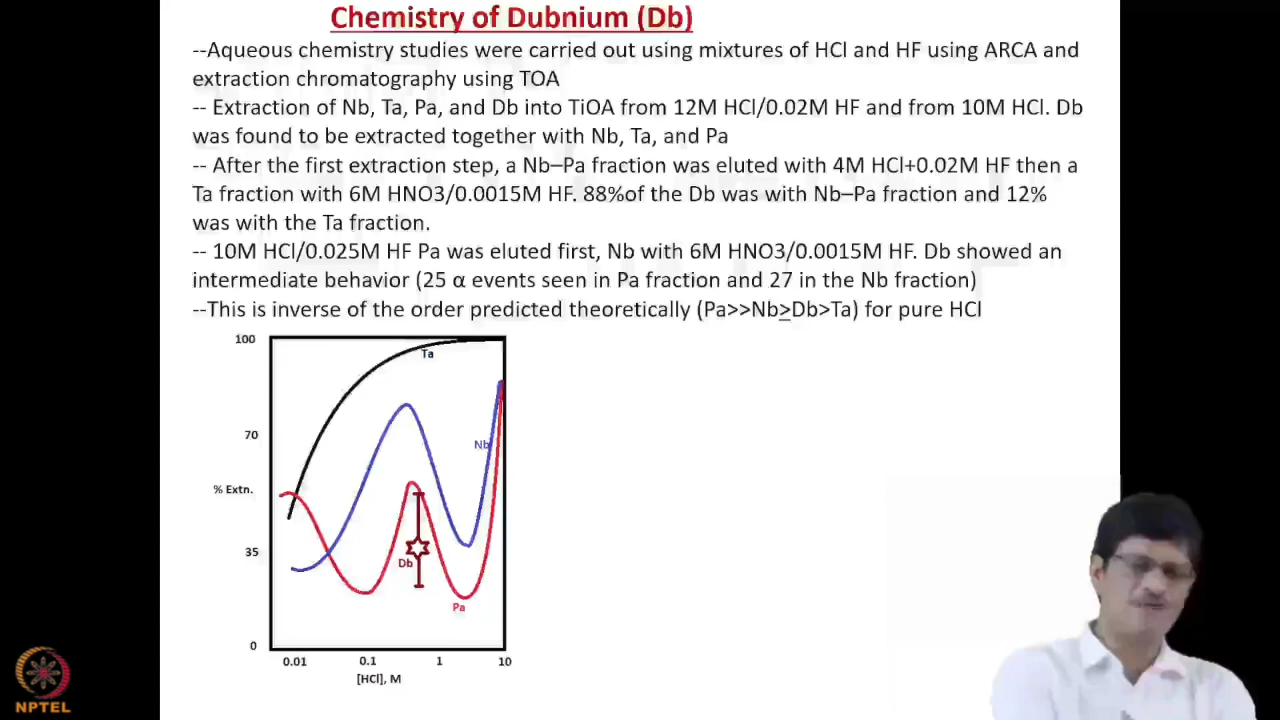 Chemistry of Dubnium (Db)
--Aqueous chemistry studies were carried out using mixtures of HCl and HF using ARCA and
extraction chromatography using TOA
-- Extraction of Nb, Ta, Pa, and Db into TiOA from 12M HCl/0.02M HF and from 10M HCl. Db
was found to be extracted together with Nb, Ta, and Pa
-- After the first extraction step, a Nb–Pa fraction was eluted with 4M HCl+0.02M HF then a
Ta fraction with 6M HNO3/0.0015M HF. 88%of the Db was with Nb–Pa fraction and 12%
was with the Ta fraction.
-- 10M HCl/0.025M HF Pa was eluted first, Nb with 6M HNO3/0.0015M HF. Db showed an
intermediate behavior (25 α events seen in Pa fraction and 27 in the Nb fraction)
--This is inverse of the order predicted theoretically (Pa>>Nb≥Db>Ta) for pure HCl
100
Ta
70
Nb
% Extn.
35
Db
Pa
0
0.01 0.1 1 10
[HCl], M
NPTEL